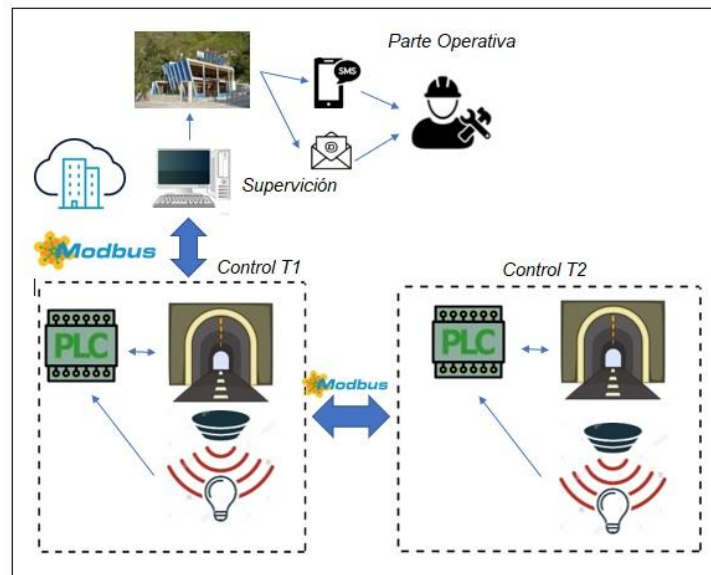 Parte Operativa
SMS
Supervición
Modbus
Control T1
Control T2
PLC
PLC
Modbus